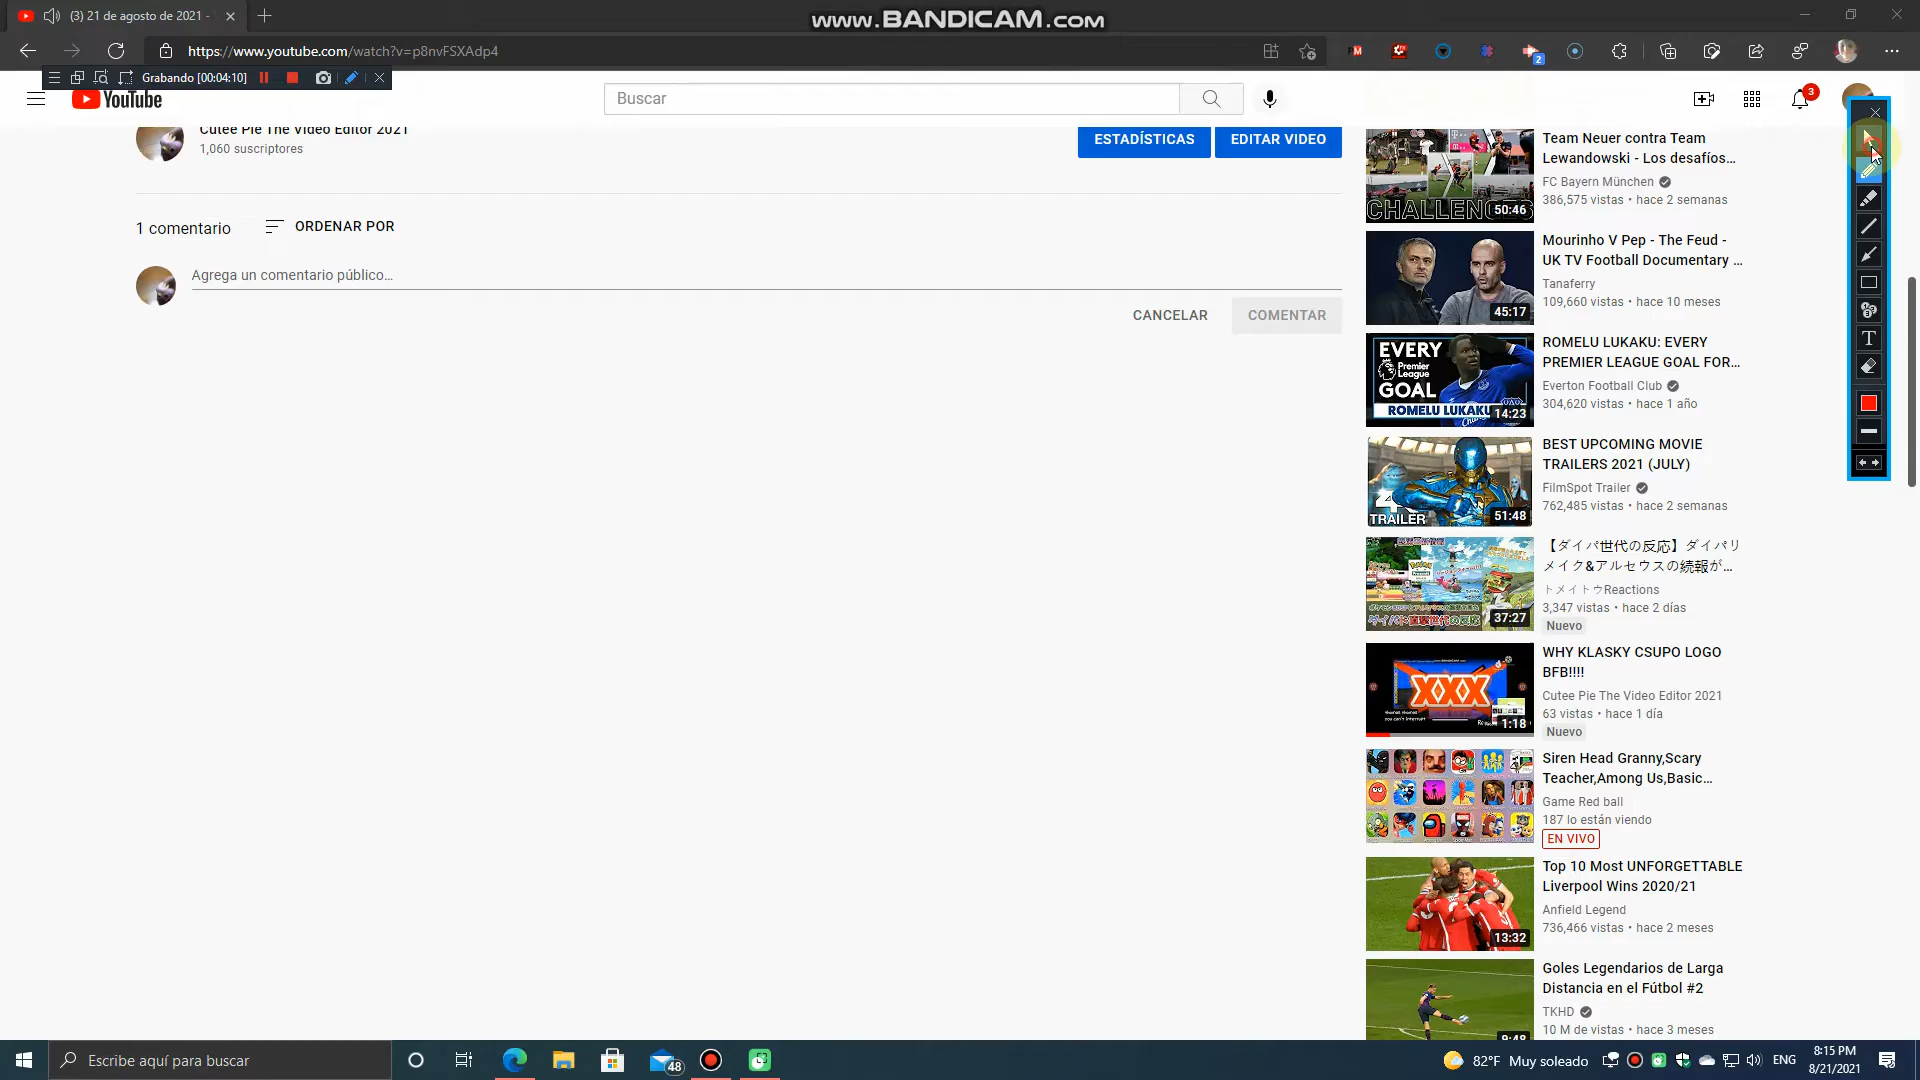 (3) 21 de agosto de 2021 -
www.BANDICAM.com
https://www.youtube.com/watch?v=p8nvFSXAdp4
2
Grabando [00:04:10]
YouTube
Buscar
3
Cutee Pie The Video Editor 2021
1,060 suscriptores
ESTADÍSTICAS
EDITAR VIDEO
1 comentario
ORDENAR POR
Agrega un comentario público...
CANCELAR
COMENTAR
CHALLENGES
50:46
Team Neuer contra Team
Lewandowski - Los desafíos...
FC Bayern München
386,575 vistas • hace 2 semanas
45:17
Mourinho V Pep - The Feud -
UK TV Football Documentary ...
Tanaferry
109,660 vistas • hace 10 meses
EVERY
Premier
League
GOAL
ROMELU LUKAKU
14:23
ROMELU LUKAKU: EVERY
PREMIER LEAGUE GOAL FOR...
Everton Football Club
304,620 vistas • hace 1 año
4K
TRAILER
51:48
BEST UPCOMING MOVIE
TRAILERS 2021 (JULY)
FilmSpot Trailer
762,485 vistas • hace 2 semanas
37:27
【ダイパ世代の反応】ダイパリ
メイク&アルセウスの続報が...
トメイトウReactions
3,347 vistas • hace 2 días
Nuevo
XXX
you can't interrupt
1:18
WHY KLASKY CSUPO LOGO
BFB!!!!
Cutee Pie The Video Editor 2021
63 vistas • hace 1 día
Nuevo
Siren Head Granny,Scary
Teacher,Among Us,Basic...
Game Red ball
187 lo están viendo
EN VIVO
13:32
Top 10 Most UNFORGETTABLE
Liverpool Wins 2020/21
Anfield Legend
736,466 vistas • hace 2 meses
9:48
Goles Legendarios de Larga
Distancia en el Fútbol #2
TKHD
10 M de vistas • hace 3 meses
T
Escribe aquí para buscar
48
82°F Muy soleado
ENG
8:15 PM
8/21/2021